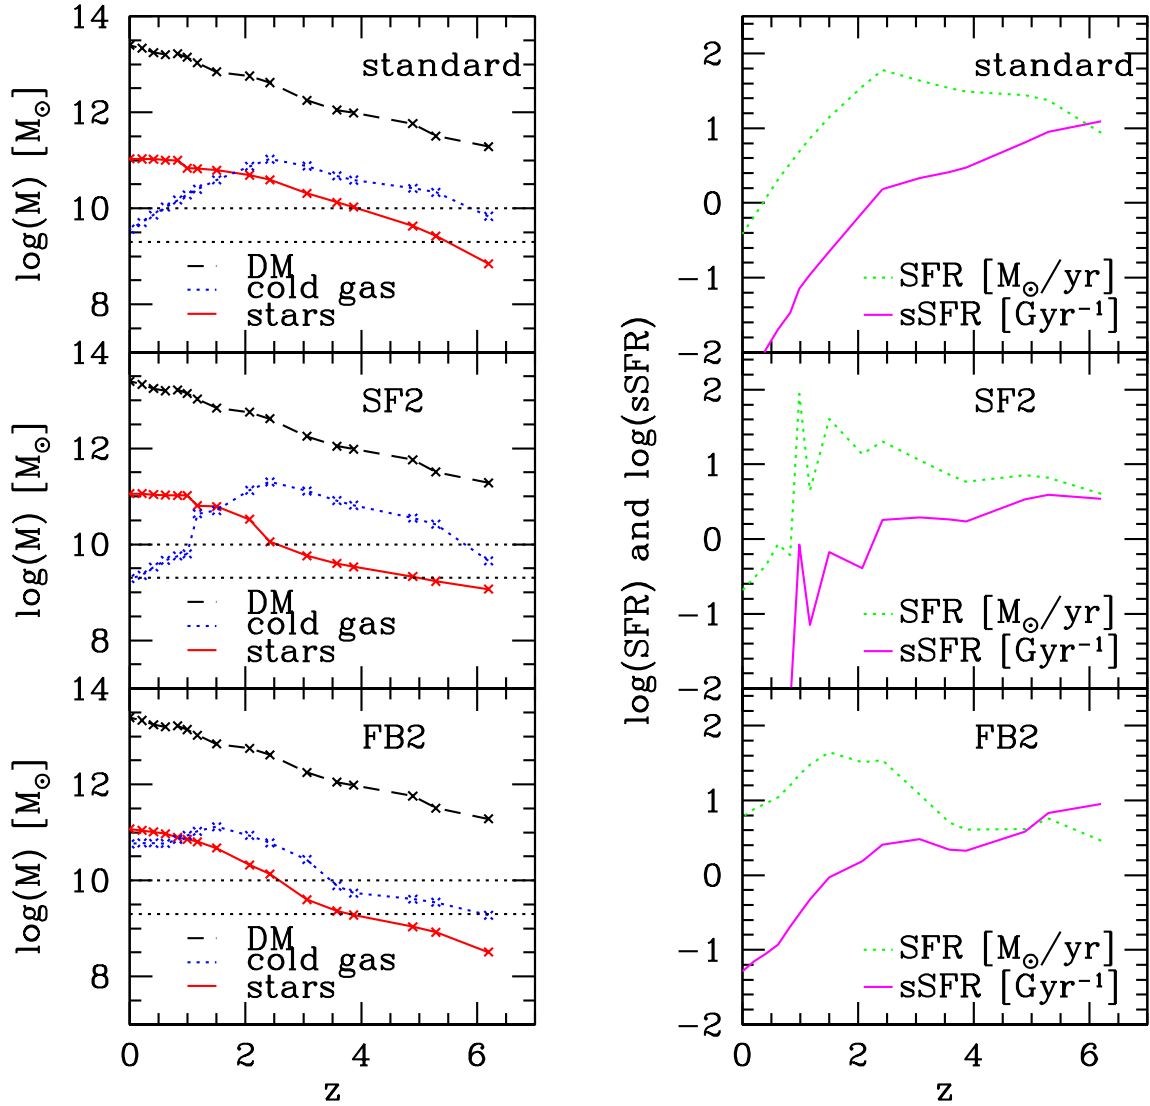 14
12
10
8
log(M) [M⊙]
standard
DM
cold gas
stars
14
12
10
8
log(M) [M⊙]
SF2
DM
cold gas
stars
14
12
10
8
log(M) [M⊙]
FB2
DM
cold gas
stars
0 2 4 6
z
log(SFR) and log(sSFR)
2
1
0
−1
−2
standard
SFR [M⊙/yr]
sSFR [Gyr⁻¹]
2
1
0
−1
−2
SF2
SFR [M⊙/yr]
sSFR [Gyr⁻¹]
2
1
0
−1
−2
FB2
SFR [M⊙/yr]
sSFR [Gyr⁻¹]
0 2 4 6
z